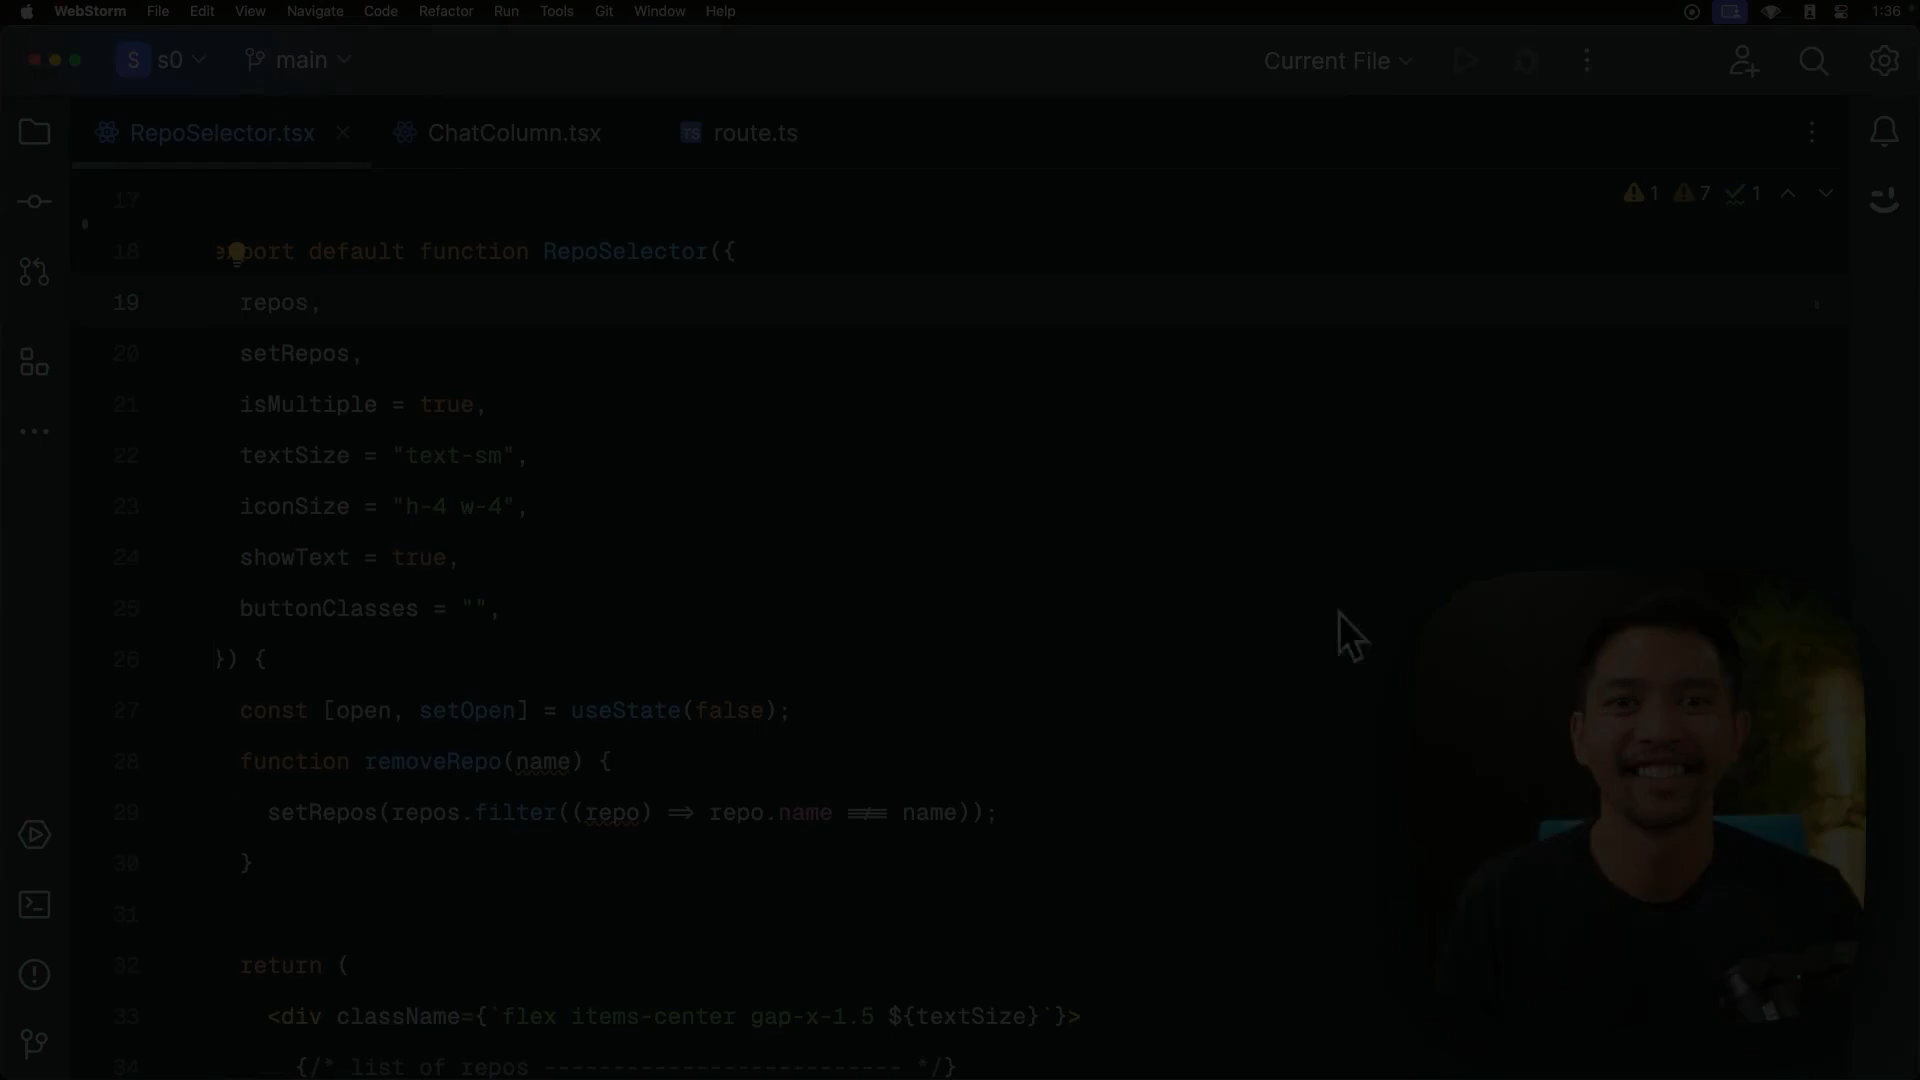 WebStorm File Edit View Navigate Code Refactor Run Tools Git Window Help 1:36
S s0 main Current File
RepoSelector.tsx ChatColumn.tsx TS route.ts
17 1 7 1
18 export default function RepoSelector({
19 repos,
20 setRepos,
21 isMultiple = true,
22 textSize = "text-sm",
23 iconSize = "h-4 w-4",
24 showText = true,
25 buttonClasses = "",
26 }) {
27 const [open, setOpen] = useState(false);
28 function removeRepo(name) {
29 setRepos(repos.filter((repo) => repo.name !== name));
30 }
31
32 return (
33 <div className={`flex items-center gap-x-1.5 ${textSize}`}>
34 {/* list of repos -------------------------- */}